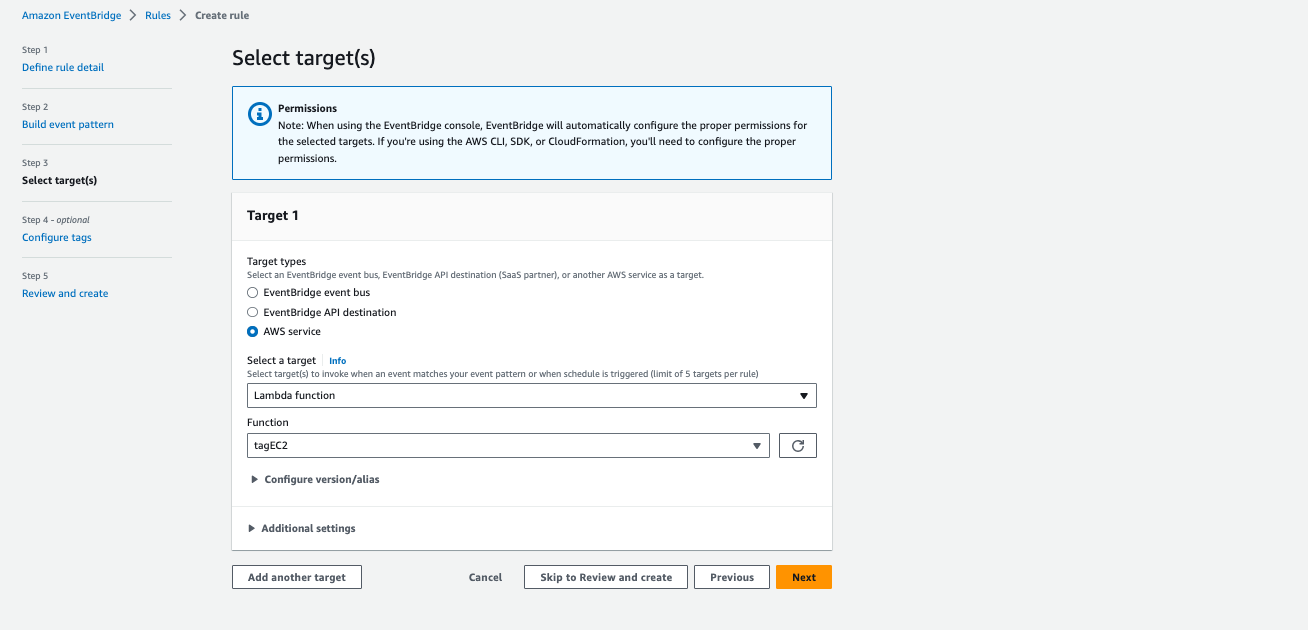 Amazon EventBridge > Rules > Create rule
Step 1
Define rule detail
Step 2
Build event pattern
Step 3
Select target(s)
Step 4 - optional
Configure tags
Step 5
Review and create
Select target(s)
Permissions
Note: When using the EventBridge console, EventBridge will automatically configure the proper permissions for
the selected targets. If you're using the AWS CLI, SDK, or CloudFormation, you'll need to configure the proper
permissions.
Target 1
Target types
Select an EventBridge event bus, EventBridge API destination (SaaS partner), or another AWS service as a target.
EventBridge event bus
EventBridge API destination
AWS service
Select a target Info
Select target(s) to invoke when an event matches your event pattern or when schedule is triggered (limit of 5 targets per rule)
Lambda function
Function
tagEC2
Configure version/alias
Additional settings
Add another target Cancel Skip to Review and create Previous Next